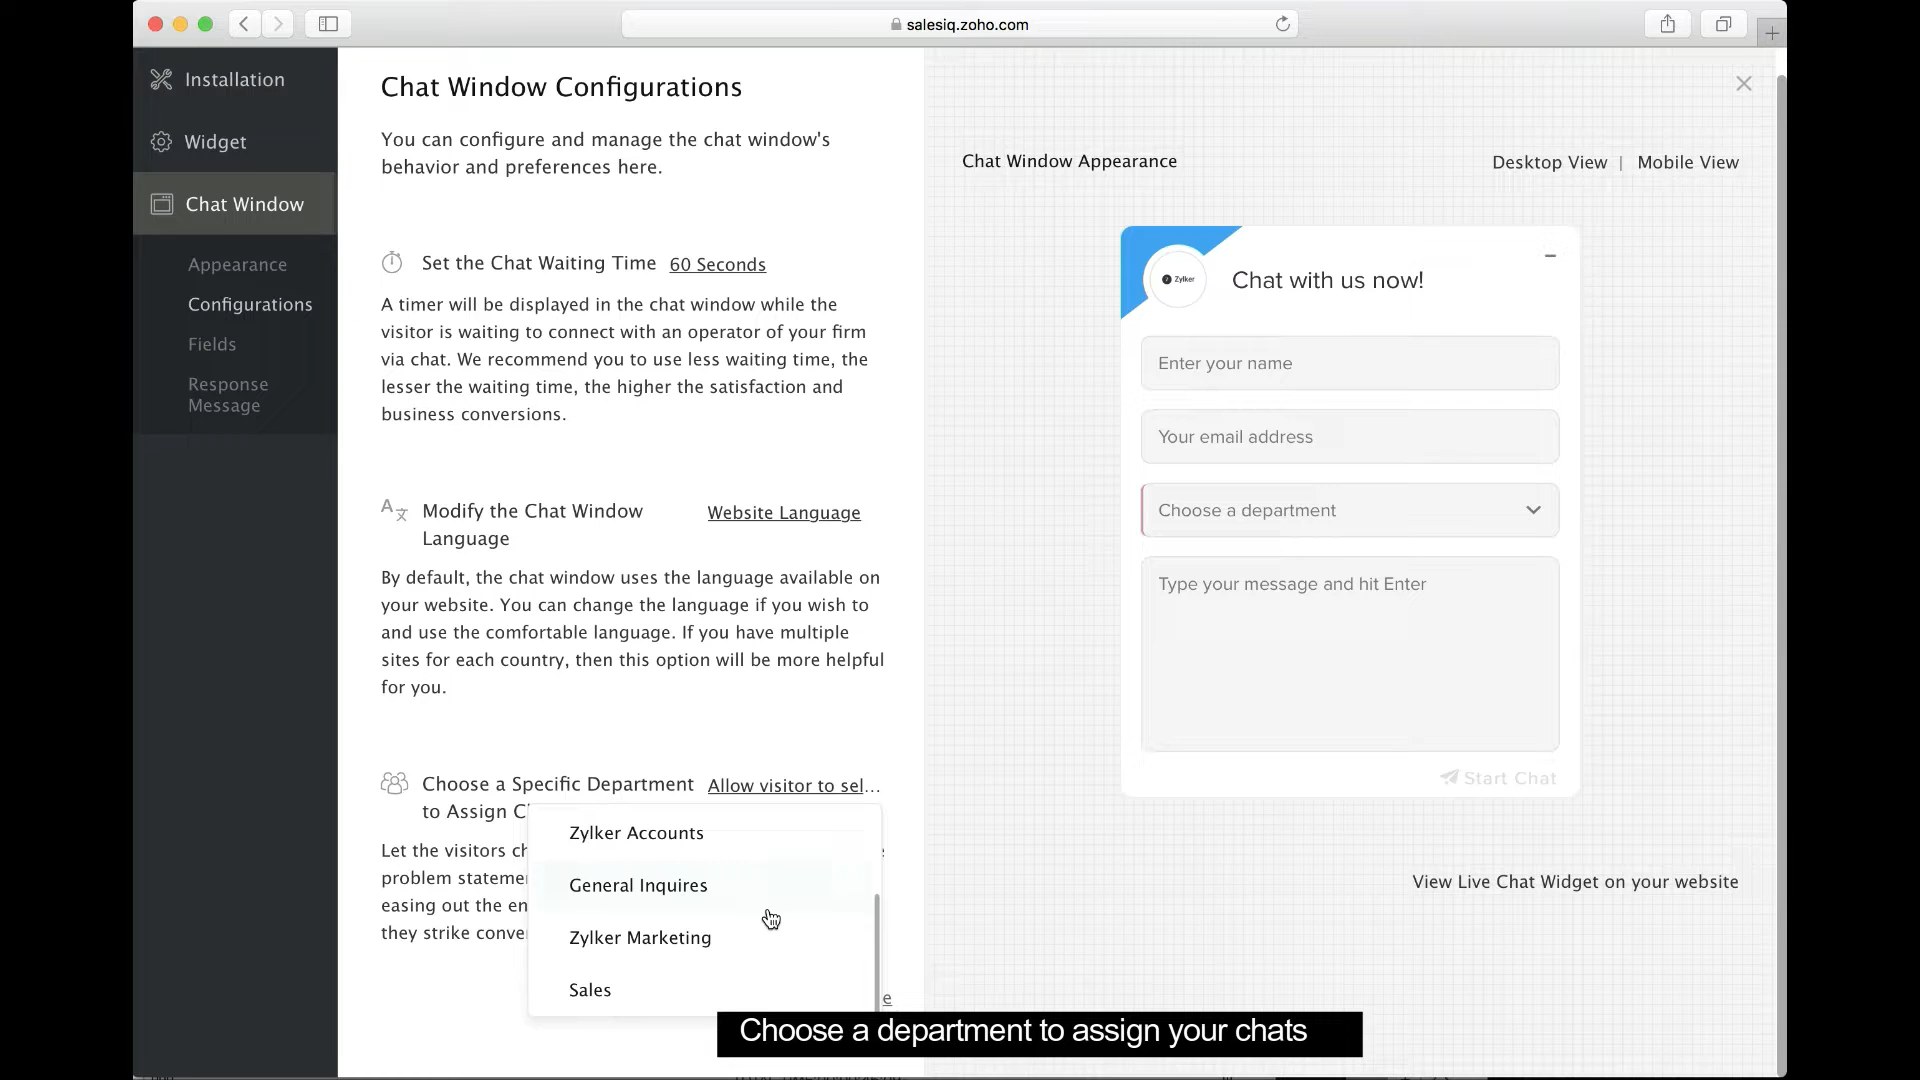 salesiq.zoho.com
Installation
Widget
Chat Window
Appearance
Configurations
Fields
Response
Message
Chat Window Configurations
You can configure and manage the chat window's
behavior and preferences here.
Set the Chat Waiting Time 60 Seconds
A timer will be displayed in the chat window while the
visitor is waiting to connect with an operator of your firm
via chat. We recommend you to use less waiting time, the
lesser the waiting time, the higher the satisfaction and
business conversions.
Modify the Chat Window Website Language
Language
By default, the chat window uses the language available on
your website. You can change the language if you wish to
and use the comfortable language. If you have multiple
sites for each country, then this option will be more helpful
for you.
Choose a Specific Department Allow visitor to sel...
to Assign C
Let the visitors ch
problem stateme
easing out the en
they strike conve
Zylker Accounts
General Inquires
Zylker Marketing
Sales
e
Chat Window Appearance
Desktop View | Mobile View
Zylker
Chat with us now!
Enter your name
Your email address
Choose a department
Type your message and hit Enter
Start Chat
View Live Chat Widget on your website
Choose a department to assign your chats